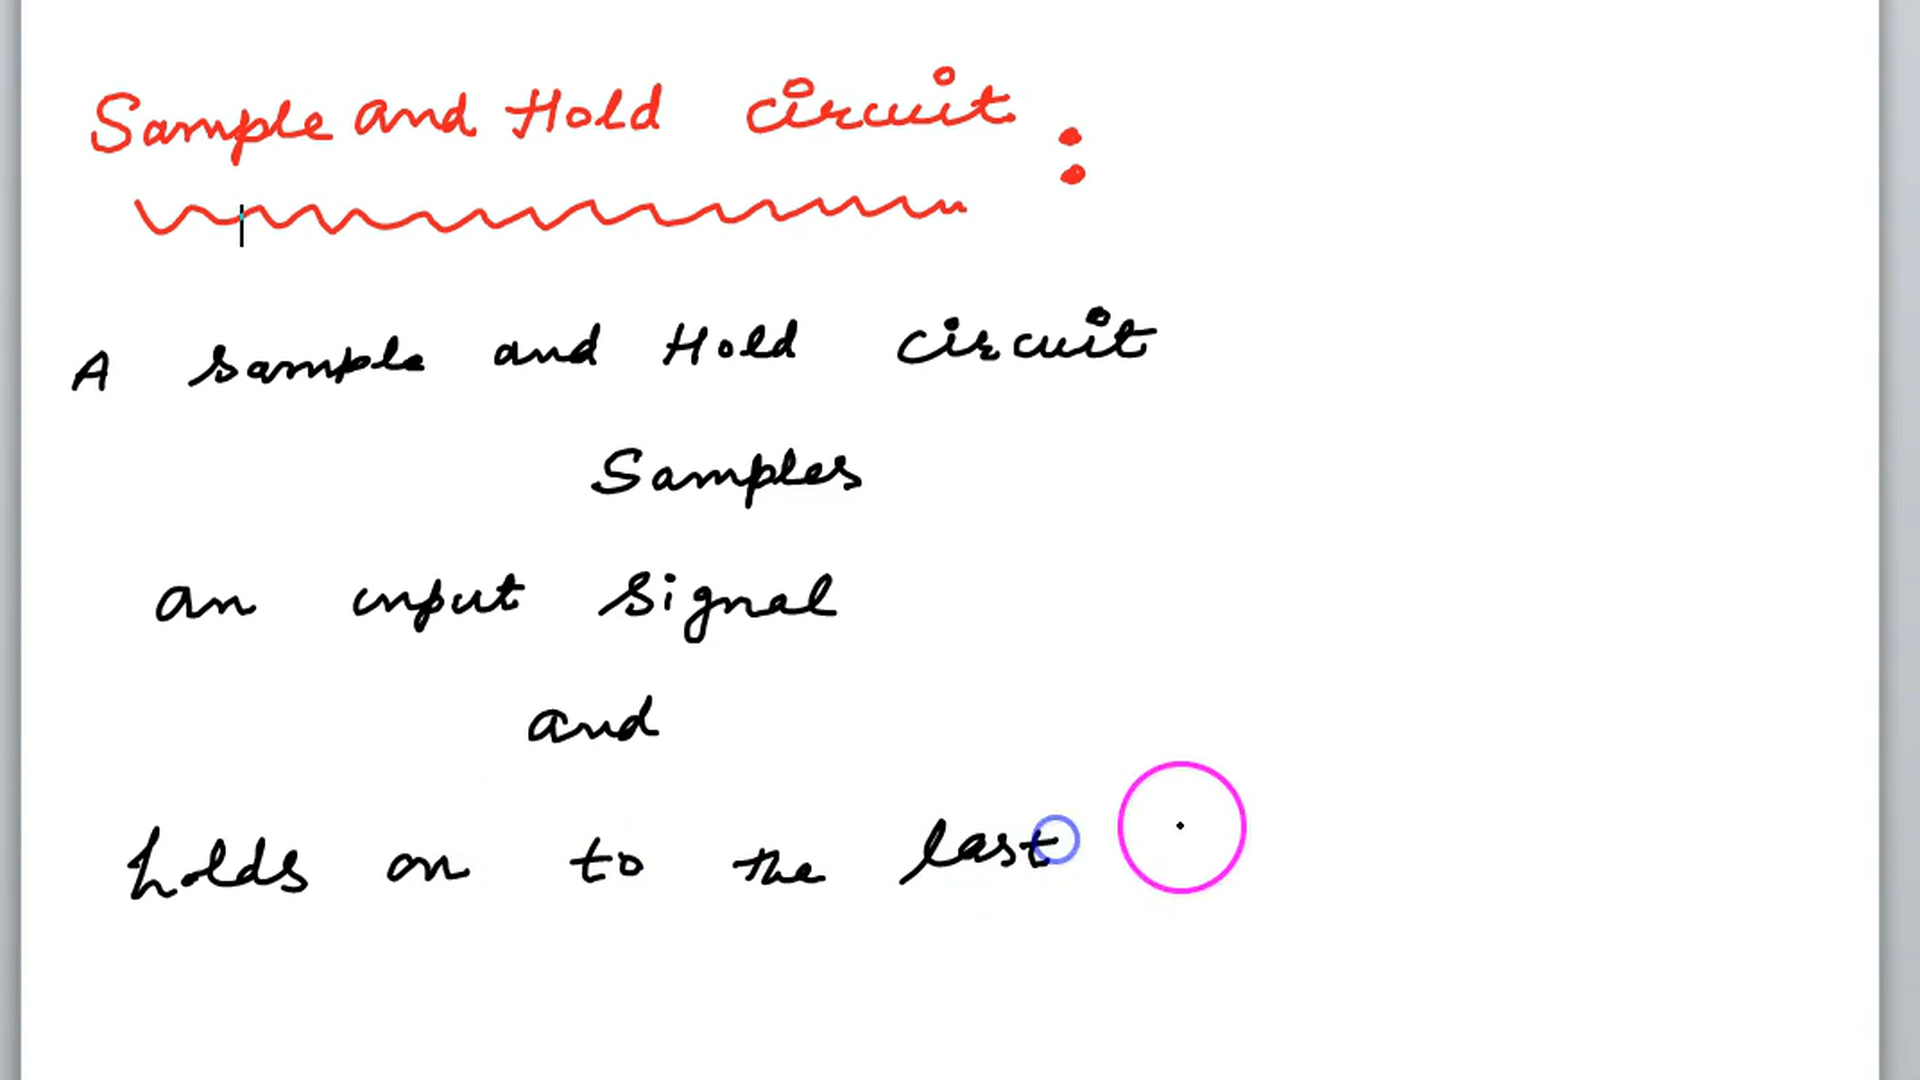 Sample and Hold circuit :
A sample and Hold circuit
Samples
an input signal
and
holds on to the last